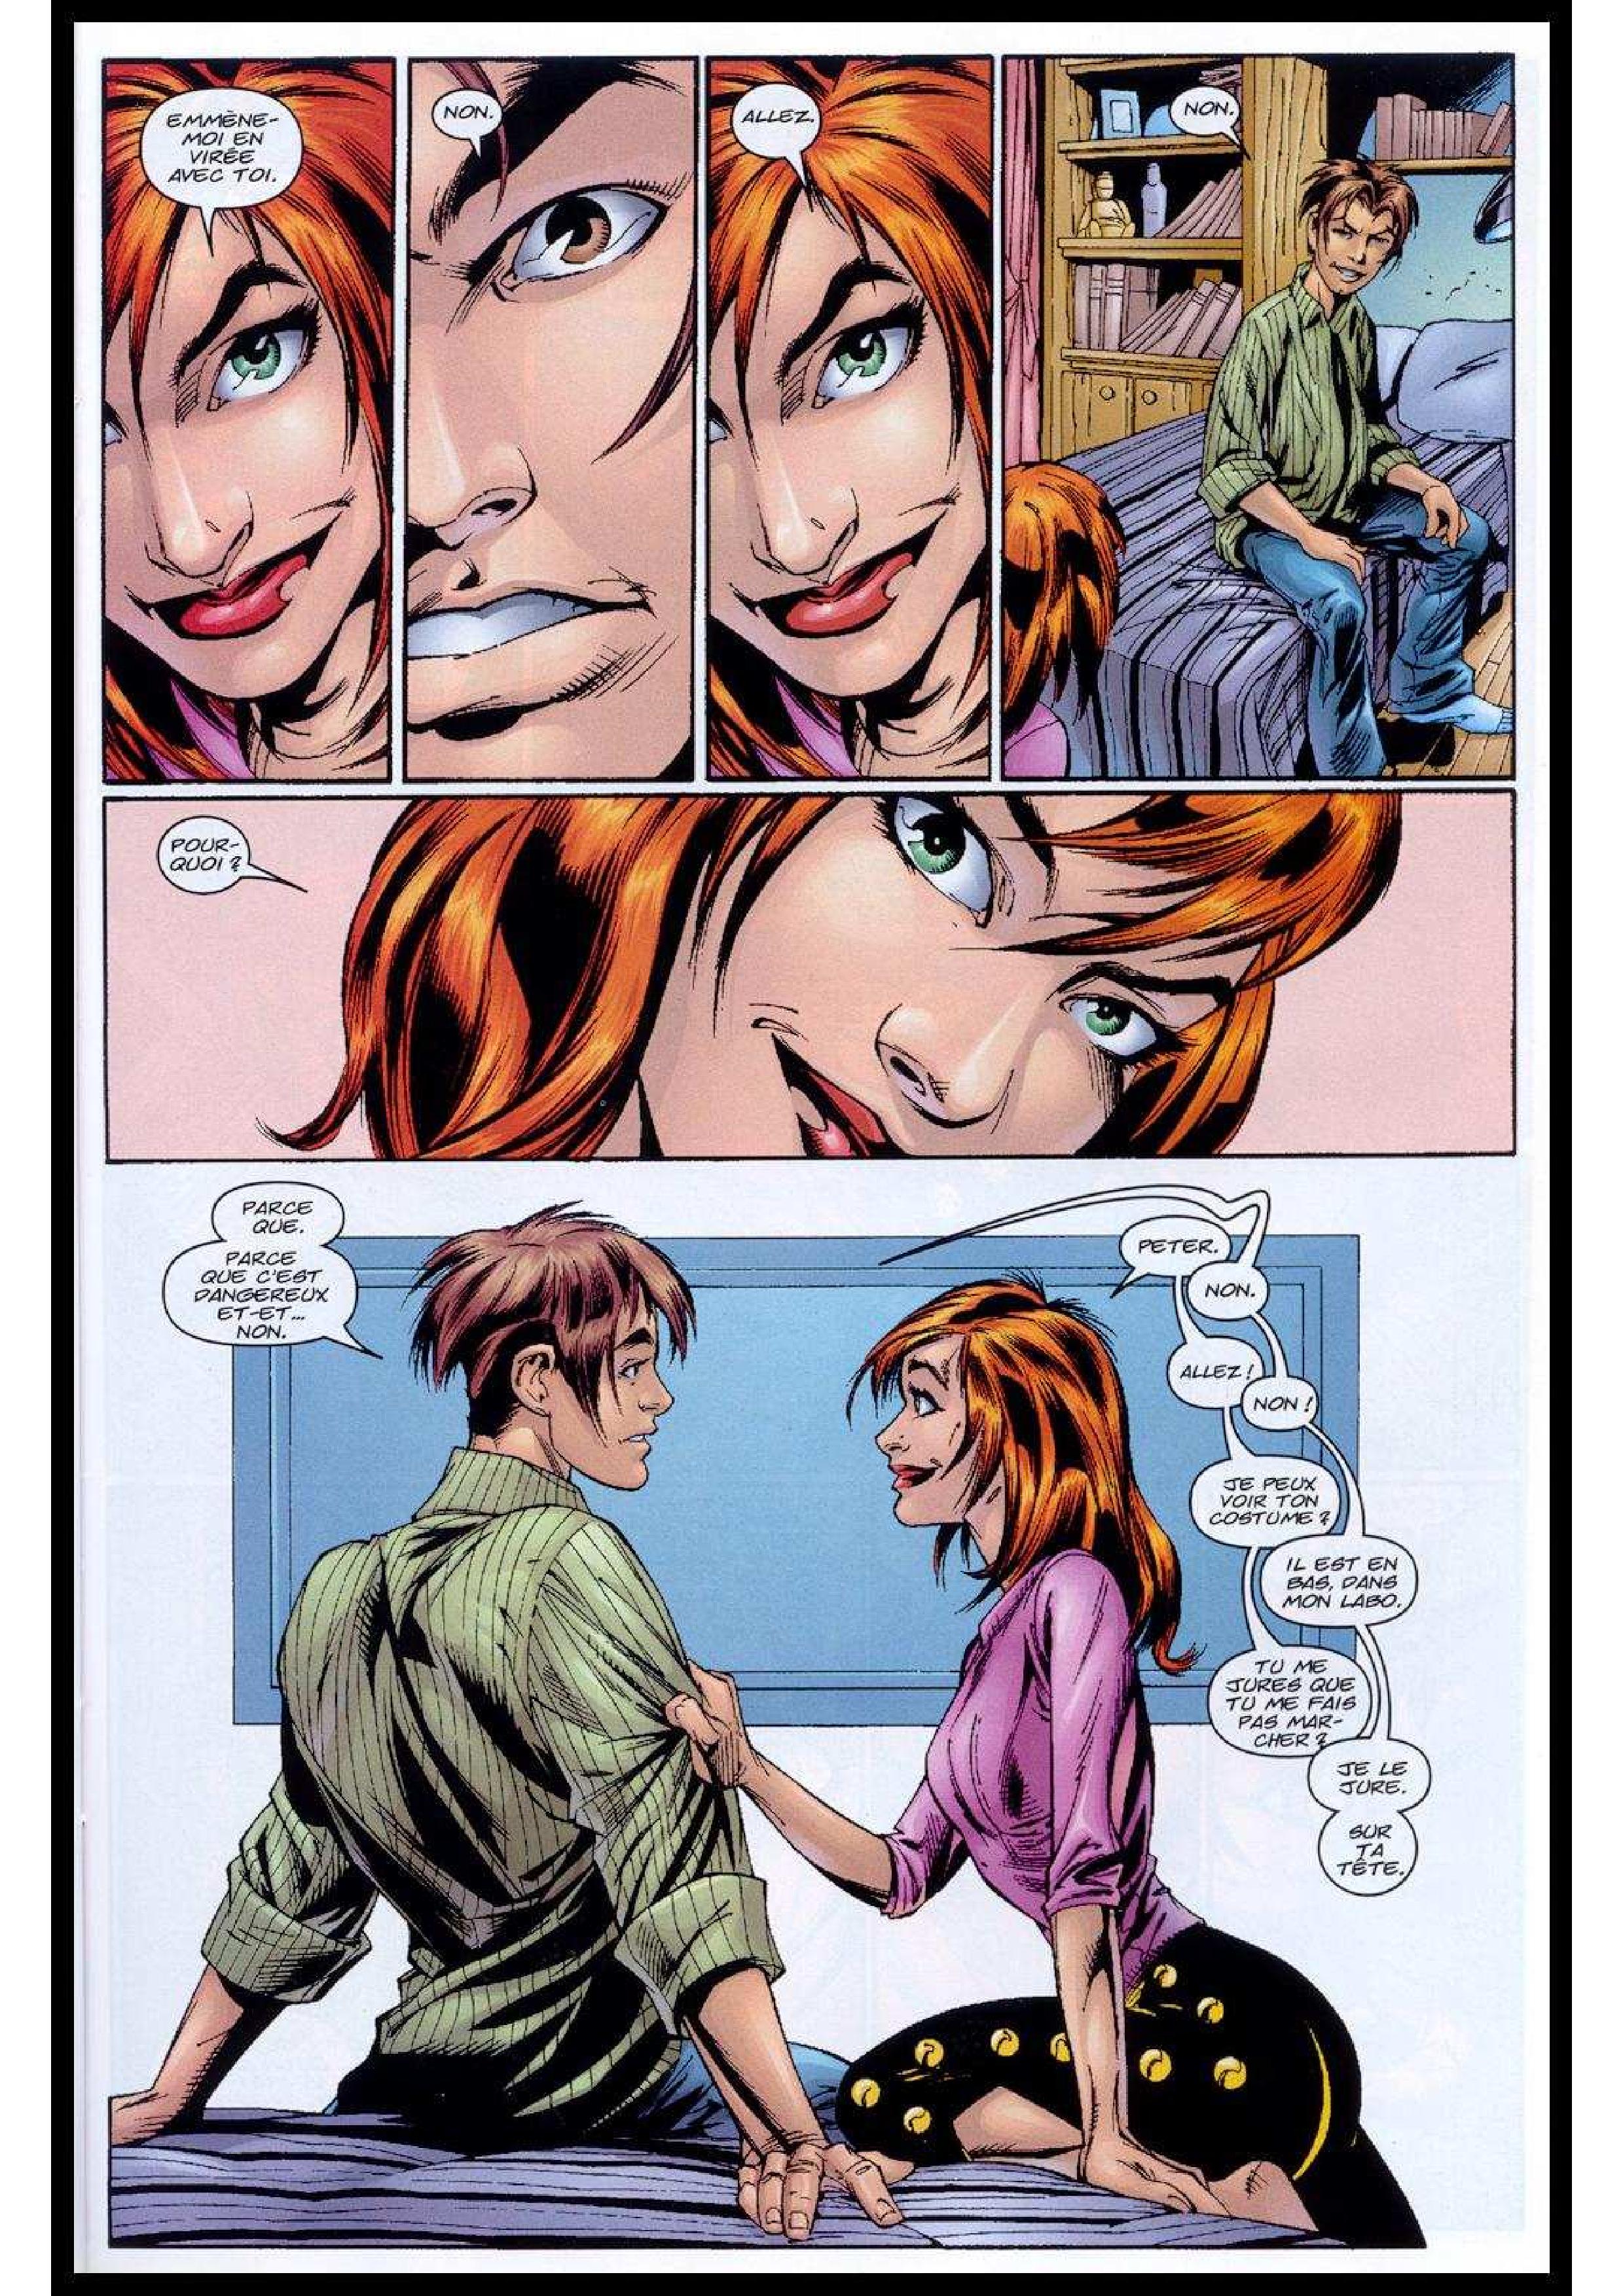 EMMÈNE-
MOI EN
VIRÉE
AVEC TOI.
NON.
ALLEZ.
NON.
POUR-
QUOI ?
PARCE
QUE.
PARCE
QUE C'EST
DANGEREUX
ET-ET...
NON.
PETER.
NON.
ALLEZ !
NON !
JE PEUX
VOIR TON
COSTUME ?
IL EST EN
BAS, DANS
MON LABO.
TU ME
JURES QUE
TU ME FAIS
PAS MAR-
CHER ?
JE LE
JURE.
SUR
TA
TÊTE.